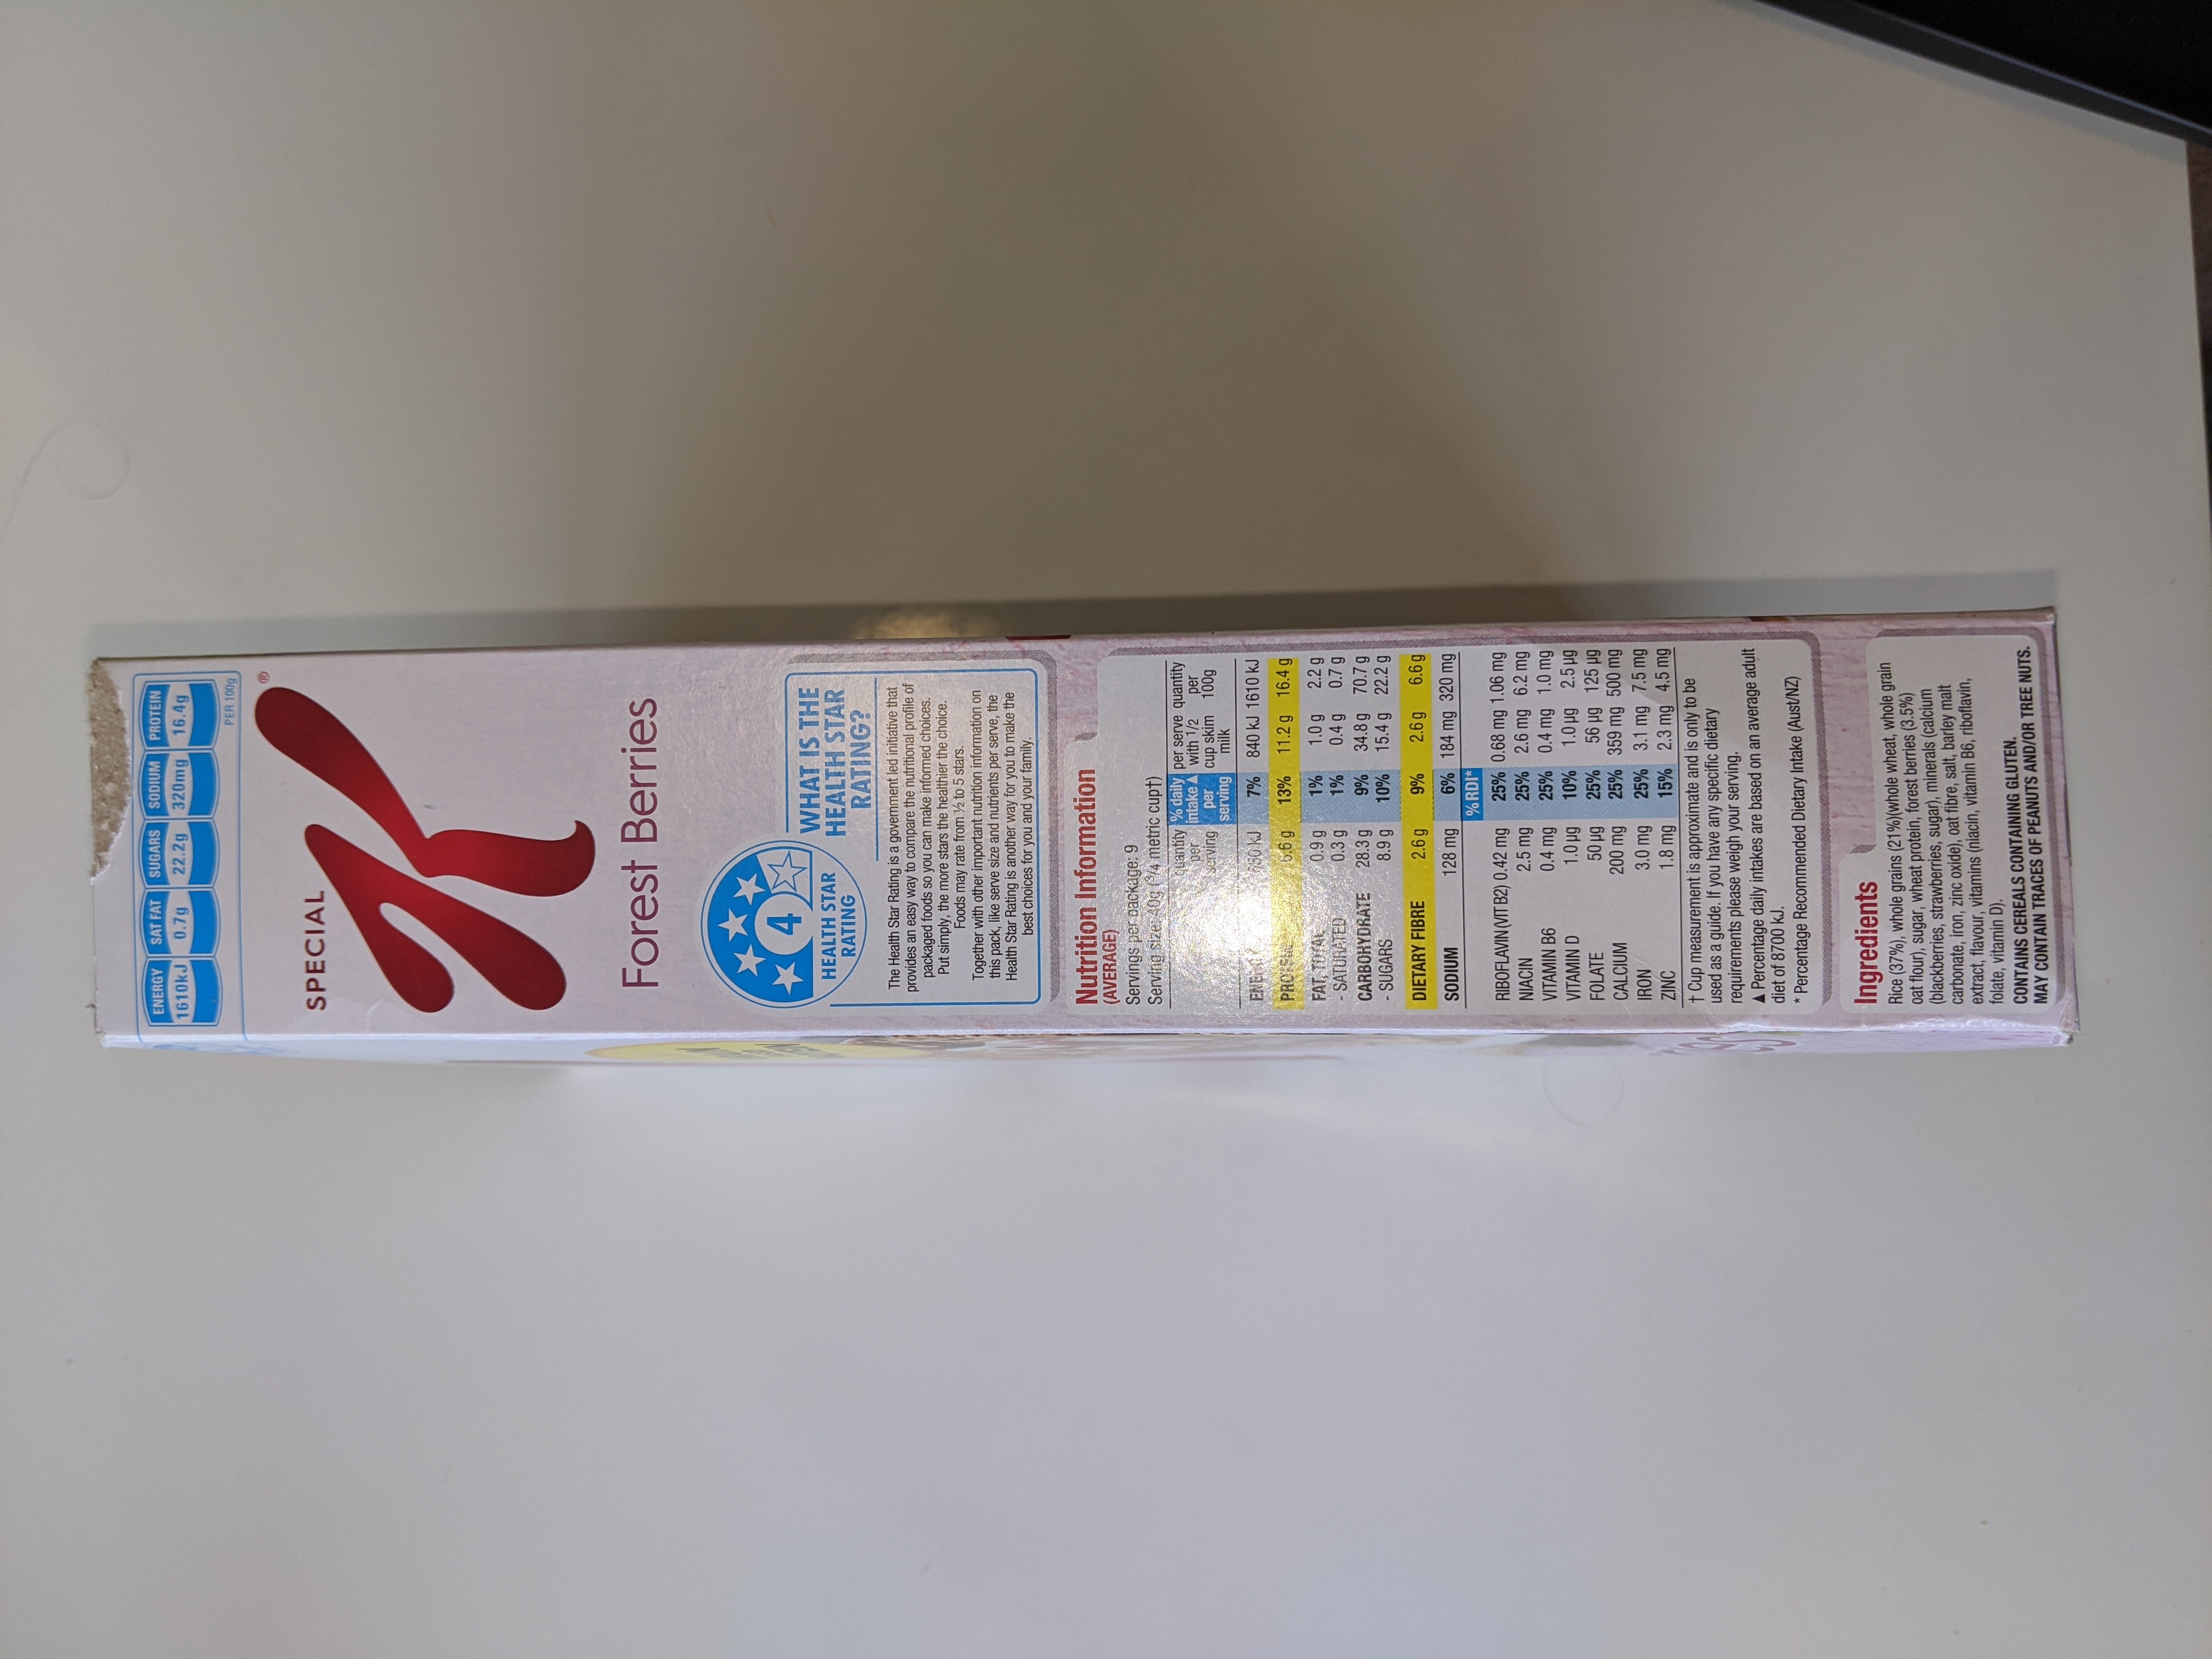 ENERGY SAT FAT SUGARS SODIUM PROTEIN
1610kJ 0.7g 22.2g 320mg 16.4g
PER 100g
SPECIAL
K®
Forest Berries
4
HEALTH STAR
RATING
WHAT IS THE
HEALTH STAR
RATING?
The Health Star Rating is a government led initiative that
provides an easy way to compare the nutritional profile of
packaged foods so you can make informed choices.
Put simply, the more stars the healthier the choice.
Foods may rate from ½ to 5 stars.
Together with other important nutrition information on
this pack, like serve size and nutrients per serve, the
Health Star Rating is another way for you to make the
best choices for you and your family.
Nutrition Information
(AVERAGE)
Servings per package: 9
Serving size: 40g (3/4 metric cup†)
quantity % daily per serve quantity
per intake▲ with 1/2 per
serving per cup skim 100g
serving milk
ENERGY 650 kJ 7% 840 kJ 1610 kJ
PROTEIN 6.6 g 13% 11.2 g 16.4 g
FAT, TOTAL 0.9 g 1% 1.0 g 2.2 g
- SATURATED 0.3 g 1% 0.4 g 0.7 g
CARBOHYDRATE 28.3 g 9% 34.8 g 70.7 g
- SUGARS 8.9 g 10% 15.4 g 22.2 g
DIETARY FIBRE 2.6 g 9% 2.6 g 6.6 g
SODIUM 128 mg 6% 184 mg 320 mg
%RDI*
RIBOFLAVIN (VIT B2) 0.42 mg 25% 0.68 mg 1.06 mg
NIACIN 2.5 mg 25% 2.6 mg 6.2 mg
VITAMIN B6 0.4 mg 25% 0.4 mg 1.0 mg
VITAMIN D 1.0 µg 10% 1.0 µg 2.5 µg
FOLATE 50 µg 25% 56 µg 125 µg
CALCIUM 200 mg 25% 359 mg 500 mg
IRON 3.0 mg 25% 3.1 mg 7.5 mg
ZINC 1.8 mg 15% 2.3 mg 4.5 mg
† Cup measurement is approximate and is only to be
used as a guide. If you have any specific dietary
requirements please weigh your serving.
▲ Percentage daily intakes are based on an average adult
diet of 8700 kJ.
* Percentage Recommended Dietary Intake (Aust/NZ)
Ingredients
Rice (37%), whole grains (21%)(whole wheat, whole grain
oat flour), sugar, wheat protein, forest berries (3.5%)
(blackberries, strawberries, sugar), minerals (calcium
carbonate, iron, zinc oxide), oat fibre, salt, barley malt
extract, flavour, vitamins (niacin, vitamin B6, riboflavin,
folate, vitamin D).
CONTAINS CEREALS CONTAINING GLUTEN.
MAY CONTAIN TRACES OF PEANUTS AND/OR TREE NUTS.